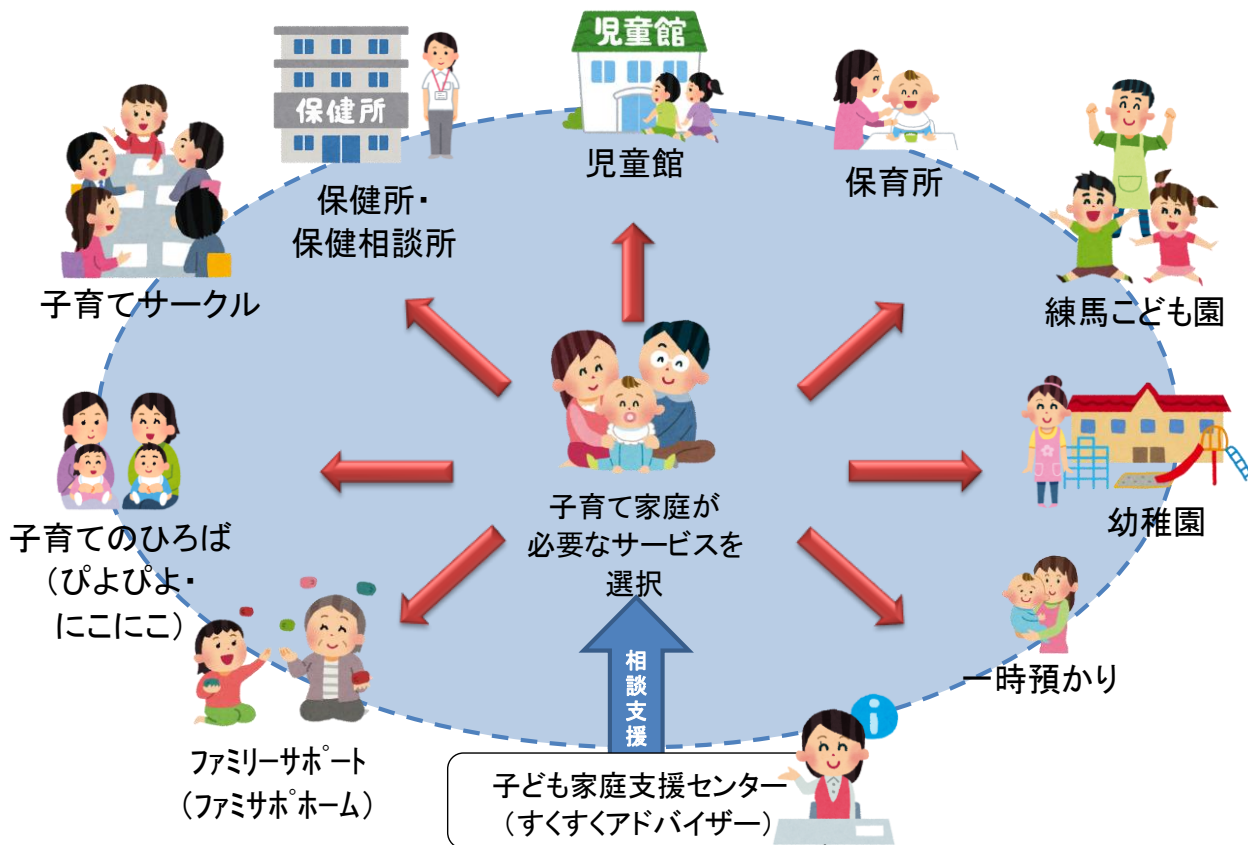 児童館
児童館
保健所
保健所・
保健相談所
保育所
練馬こども園
子育てサークル
幼稚園
子育てのひろば
（ぴよぴよ・
にこにこ）
子育て家庭が
必要なサービスを
選択
一時預かり
ファミリーサポート
（ファミサポホーム）
相談支援
子ども家庭支援センター
（すくすくアドバイザー）
i